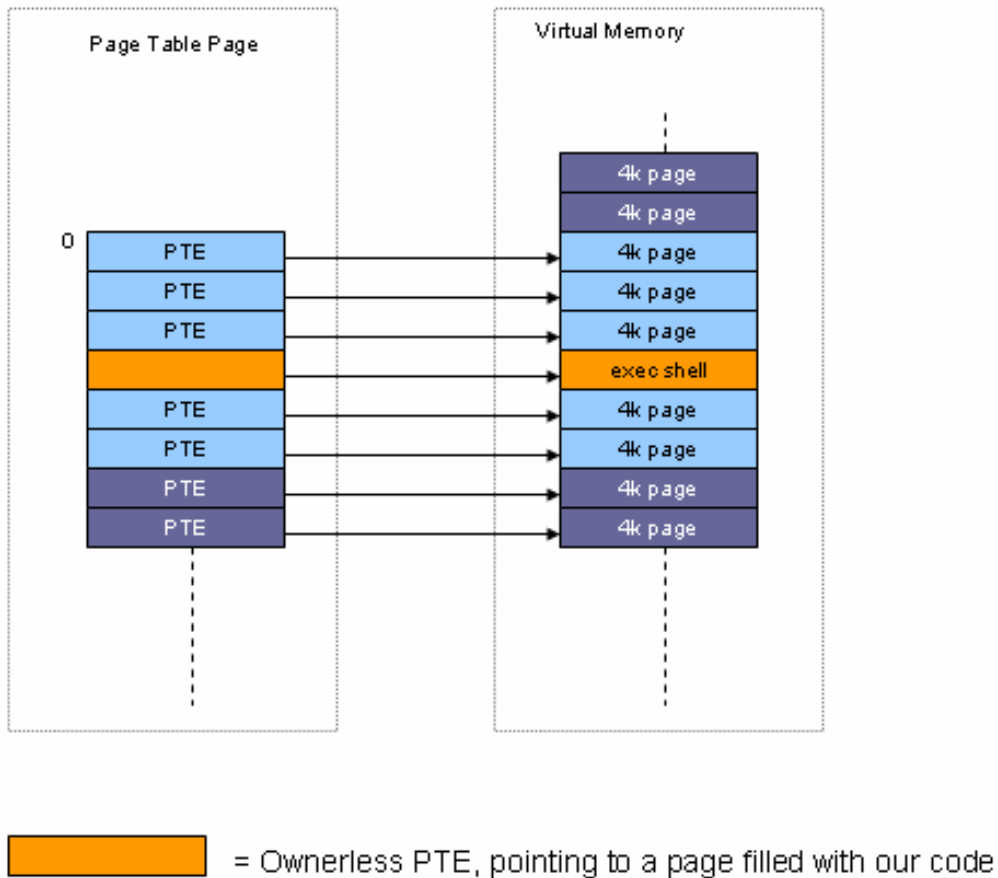 Page Table Page
Virtual Memory
4k page
4k page
0
PTE
4k page
PTE
4k page
PTE
4k page
exec shell
PTE
4k page
PTE
4k page
PTE
4k page
PTE
4k page
= Ownerless PTE, pointing to a page filled with our code